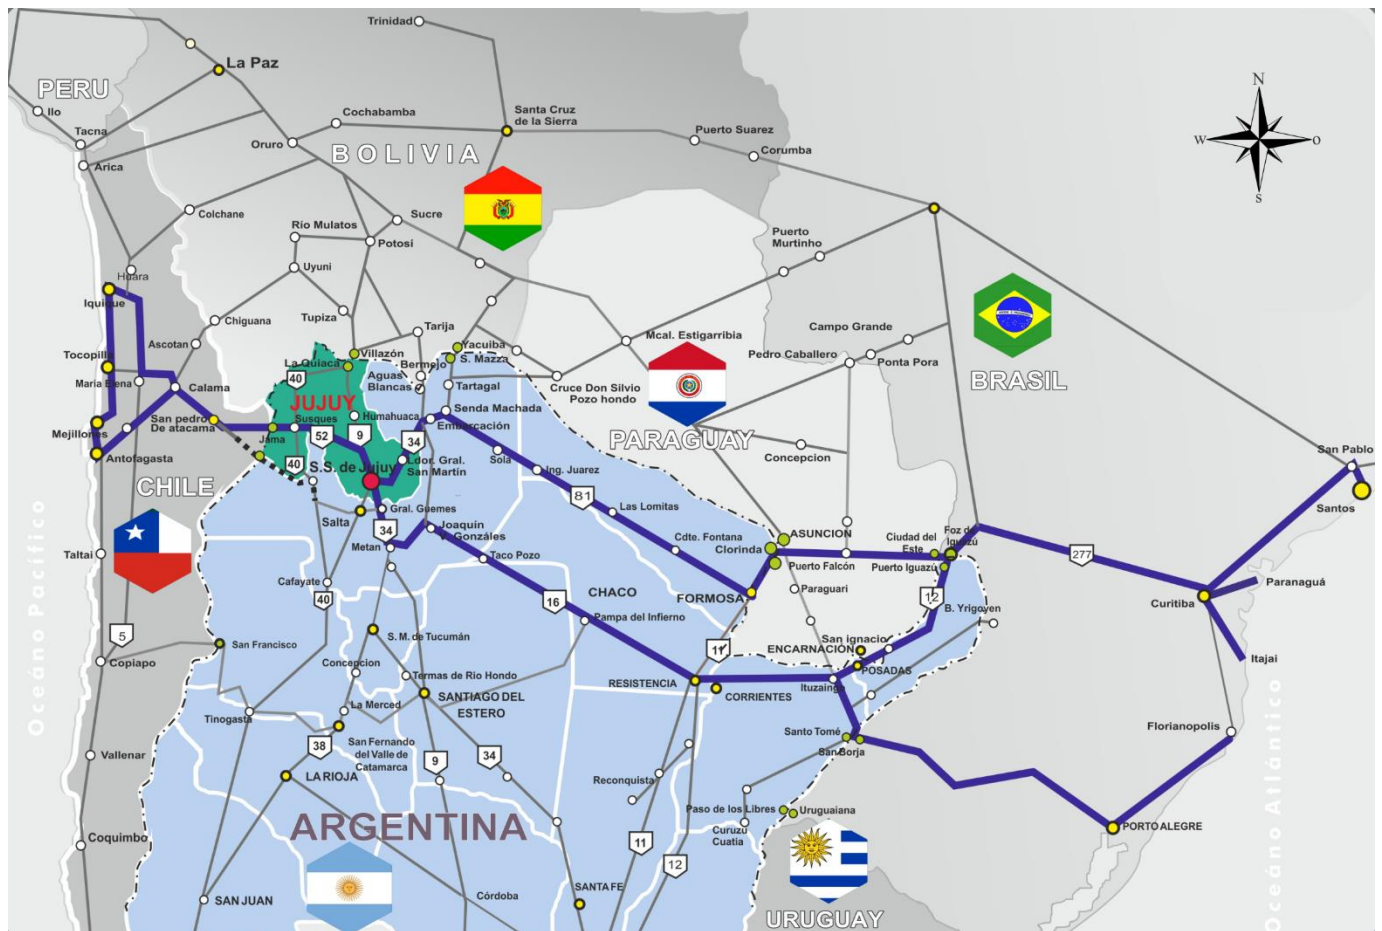 Trinidad
La Paz
PERU
Ilo
Tacna
Arica
Cochabamba
Oruro
BOLIVIA
Santa Cruz
de la Sierra
Puerto Suarez
Corumba
N
W
O
S
Colchane
Rio Mulatos
Sucre
Potosi
Uyuni
Puerto
Murtinho
Huara
Iquique
Chiguana
Tupiza
Tarija
Mcal. Estigarribia
Campo Grande
Pedro Caballero
Ponta Pora
BRASIL
Ascotan
Tocopilla
Maria Elena
Calama
La Quiaca
Villazón
Bermejo
Aguas
Blancas
Yacuiba
S. Mazza
Tartagal
Cruce Don Silvio
Pozo hondo
40
JUJUY
San pedro
De atacama
Susques
Humahuaca
Senda Machada
Embarcación
PARAGUAY
Mejillones
Antofagasta
Jama
52
9
34
40
S.S. de Jujuy
Ldor. Gral.
San Martín
Sola
Ing. Juarez
Concepcion
San Pablo
Santos
CHILE
81
Las Lomitas
Salta
Gral. Guemes
34
Joaquín
V. Gonzáles
Metan
Taco Pozo
Cdte. Fontana
Clorinda
ASUNCION
Puerto Falcón
Ciudad del
Este
Foz de
Iguazú
Puerto Iguazú
277
Taltai
Cafayate
40
16
CHACO
FORMOSA
Paraguari
12
B. Yrigoyen
Curitiba
Paranaguá
Oceáno Pacífico
5
San Francisco
S. M. de Tucumán
Pampa del Infierno
11
San ignacio
ENCARNACIÓN
POSADAS
Itajai
Copiapo
Concepcion
Termas de Rio Hondo
RESISTENCIA
CORRIENTES
Ituzaingo
SANTIAGO DEL
ESTERO
Tinogasta
La Merced
Santo Tomé
San Borja
Florianopolis
Vallenar
38
San Fernando
del Valle de
Catamarca
9
34
LA RIOJA
Reconquista
Paso de los Libres
Uruguaiana
Curuzu
Cuatia
PORTO ALEGRE
Oceáno Atlántico
Coquimbo
ARGENTINA
11
12
SAN JUAN
Córdoba
SANTA FE
URUGUAY